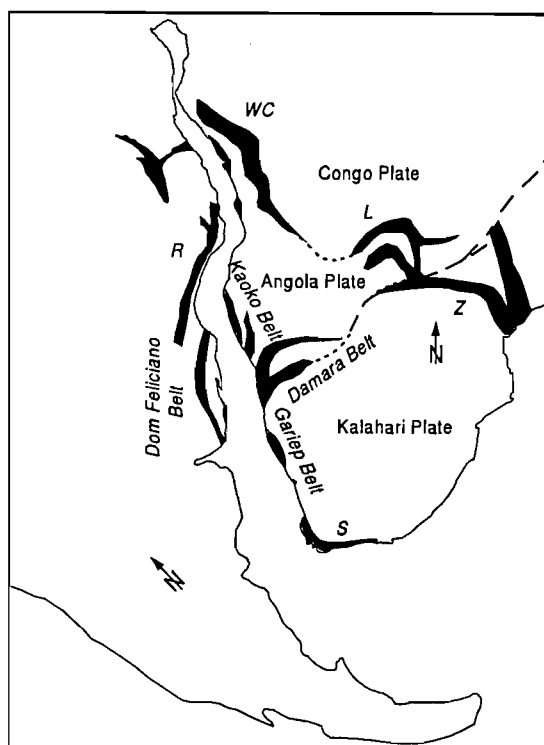 WC
Congo Plate
L
R
Kaoko Belt
Angola Plate
Z
N
Damara Belt
Dom Feliciano
Belt
Kalahari Plate
Gariep Belt
S
N